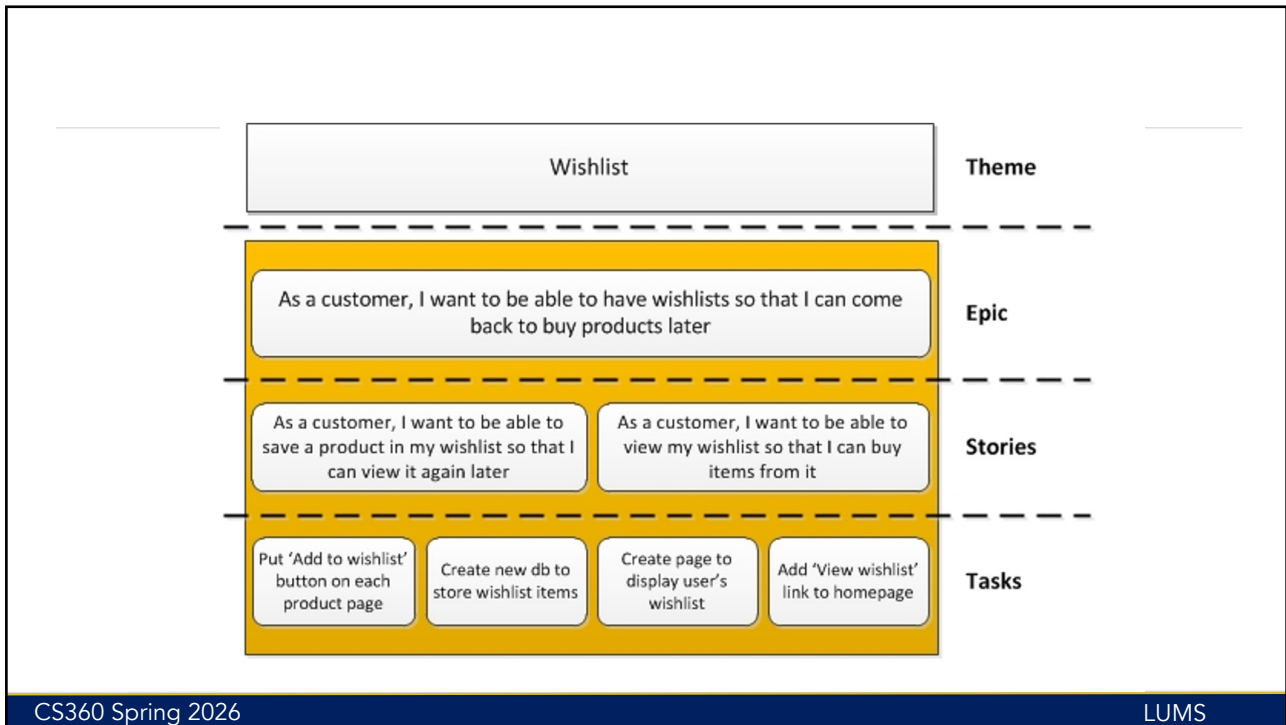 Wishlist
Theme
As a customer, I want to be able to have wishlists so that I can come
back to buy products later
Epic
As a customer, I want to be able to
save a product in my wishlist so that I
can view it again later
As a customer, I want to be able to
view my wishlist so that I can buy
items from it
Stories
Put ‘Add to wishlist’
button on each
product page
Create new db to
store wishlist items
Create page to
display user’s
wishlist
Add ‘View wishlist’
link to homepage
Tasks
CS360 Spring 2026
LUMS